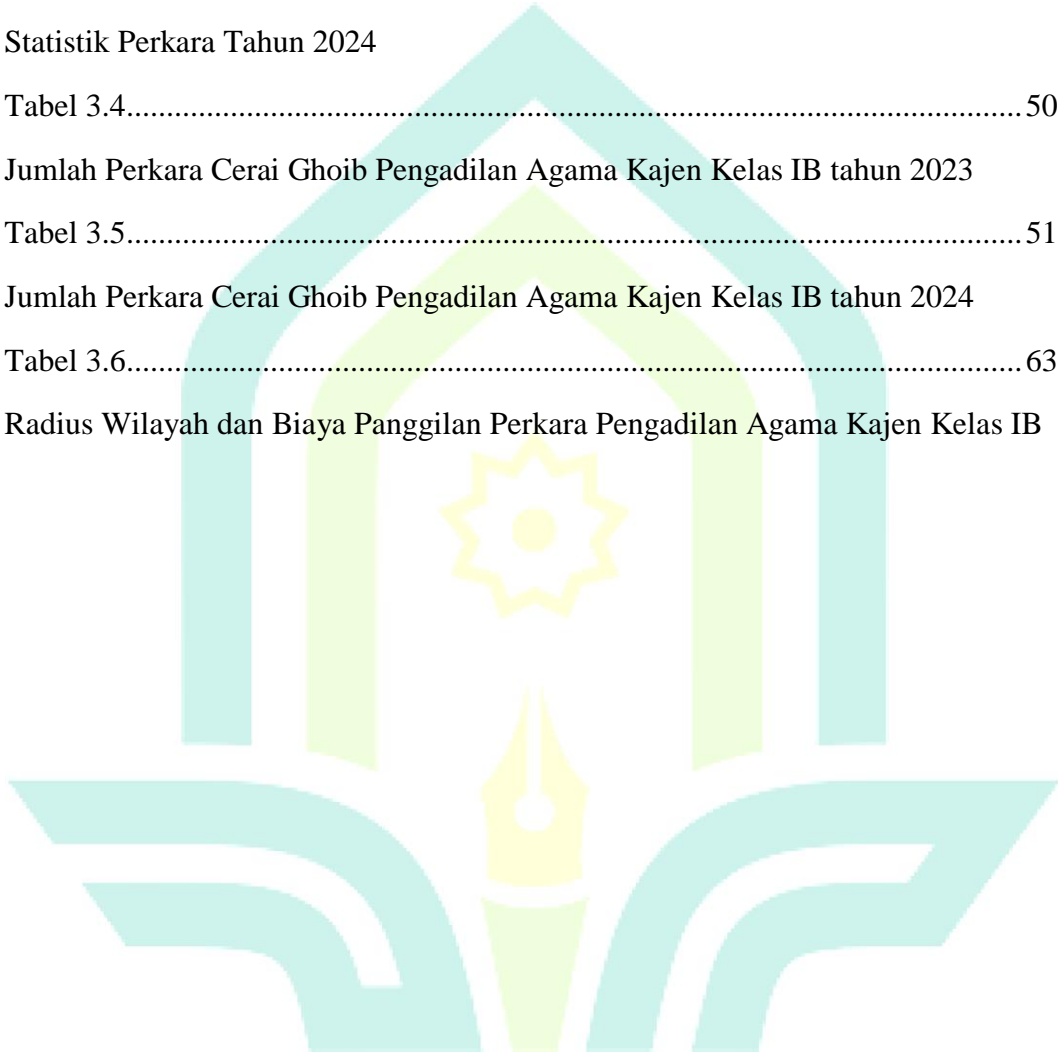 Statistik Perkara Tahun 2024
Tabel 3.4.................................................................................................................50
Jumlah Perkara Cerai Ghoib Pengadilan Agama Kajen Kelas IB tahun 2023
Tabel 3.5.................................................................................................................51
Jumlah Perkara Cerai Ghoib Pengadilan Agama Kajen Kelas IB tahun 2024
Tabel 3.6.................................................................................................................63
Radius Wilayah dan Biaya Panggilan Perkara Pengadilan Agama Kajen Kelas IB